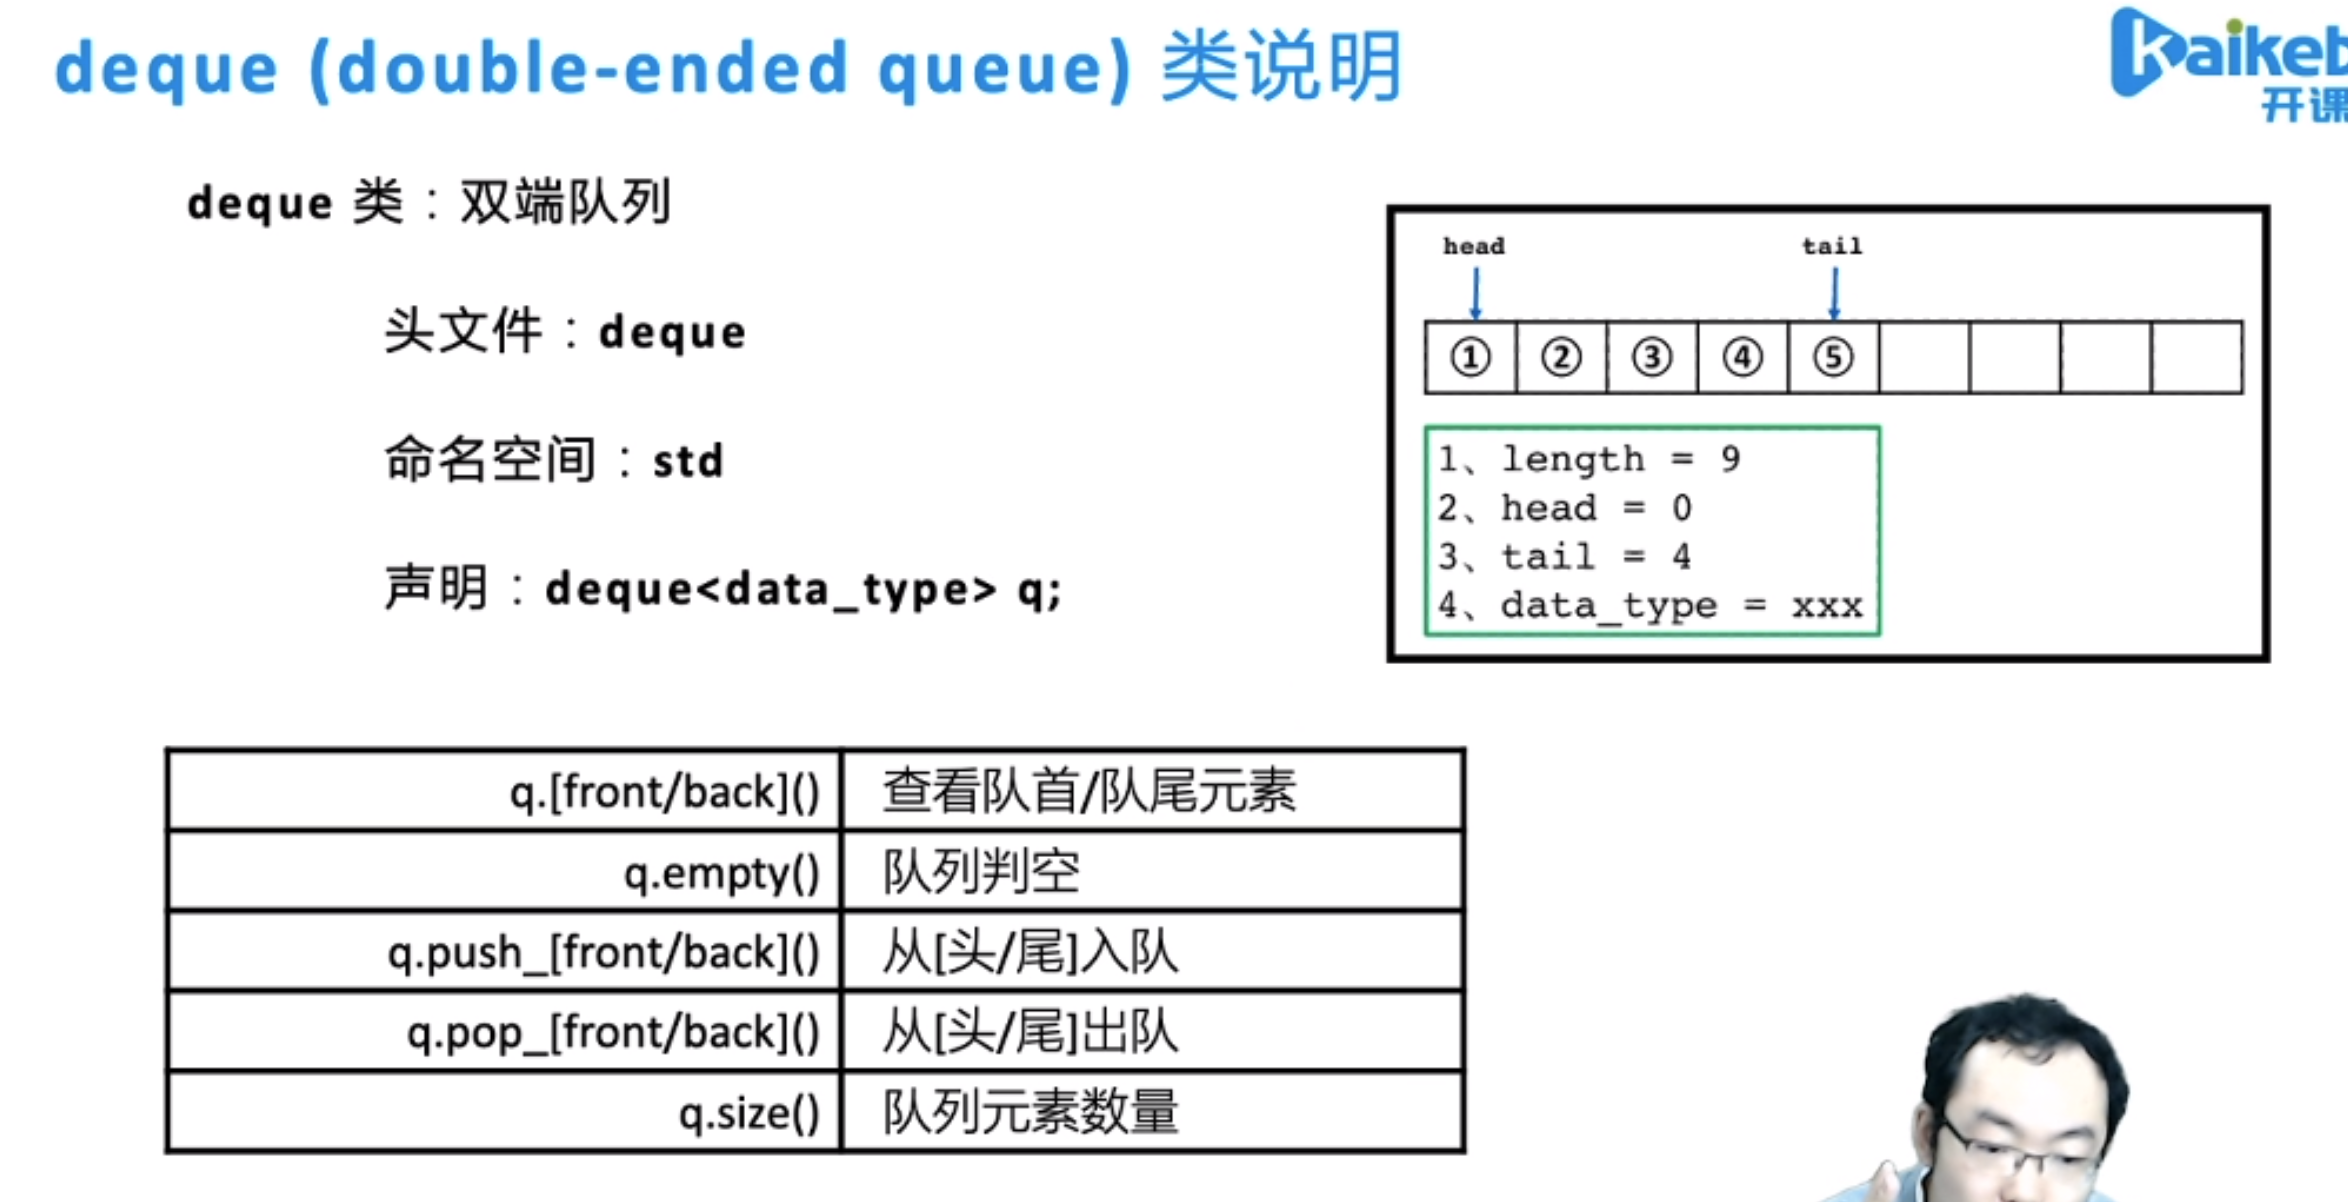 deque (double-ended queue) 类说明
开课
deque 类：双端队列
头文件：deque
命名空间：std
声明：deque<data_type> q;
head tail
① ② ③ ④ ⑤
1、length = 9
2、head = 0
3、tail = 4
4、data_type = xxx
q.[front/back]() 查看队首/队尾元素
q.empty() 队列判空
q.push_[front/back]() 从[头/尾]入队
q.pop_[front/back]() 从[头/尾]出队
q.size() 队列元素数量